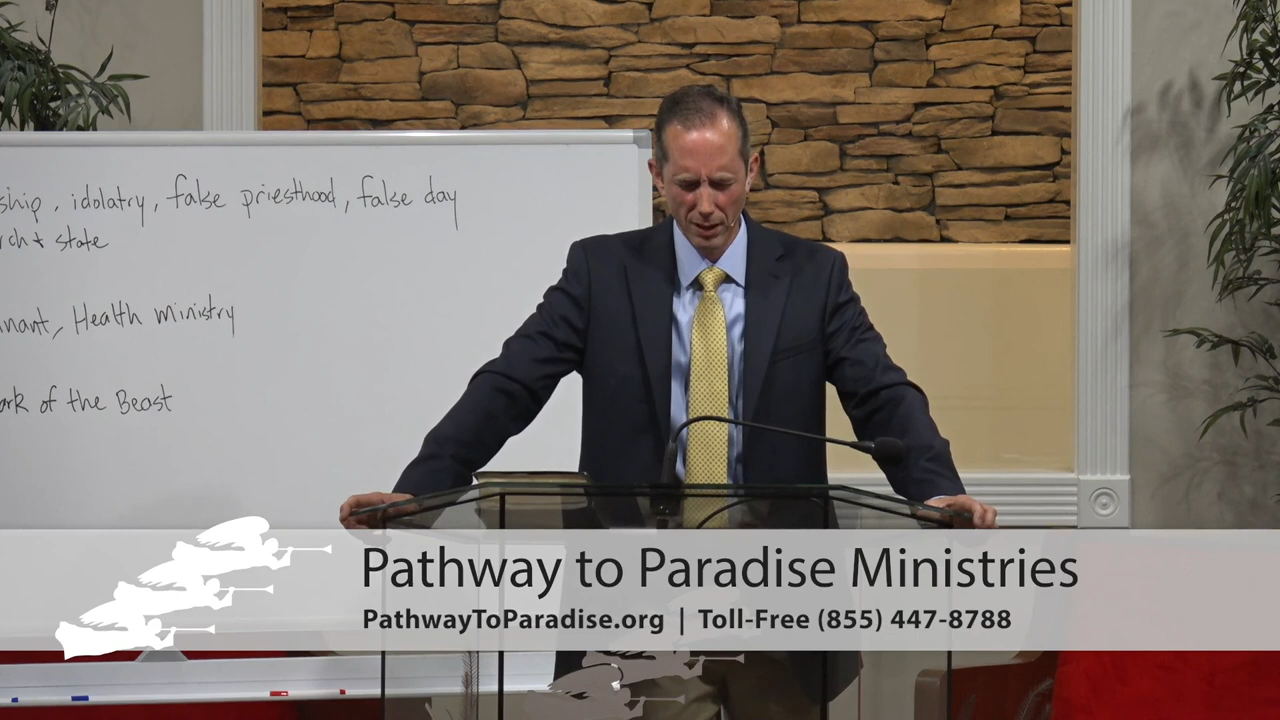 ship, idolatry, false priesthood, false day
rch & state
nant, Health ministry
ark of the Beast
Pathway to Paradise Ministries
PathwayToParadise.org | Toll-Free (855) 447-8788